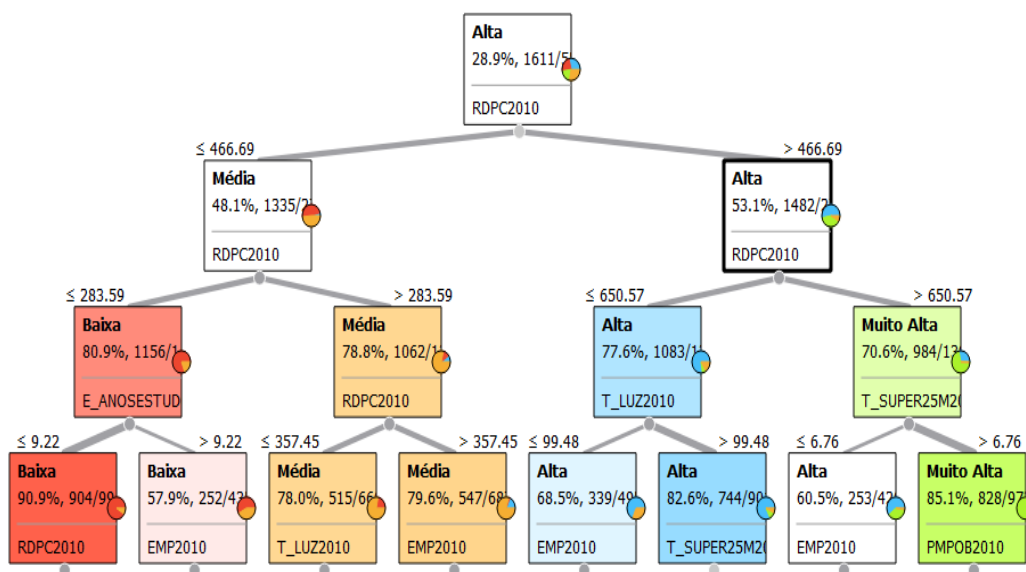 Alta
28.9%, 1611/5
RDPC2010
≤ 466.69
> 466.69
Média
48.1%, 1335/2
RDPC2010
Alta
53.1%, 1482/2
RDPC2010
≤ 283.59
> 283.59
≤ 650.57
> 650.57
Baixa
80.9%, 1156/1
E_ANOSESTUD
Média
78.8%, 1062/1
RDPC2010
Alta
77.6%, 1083/1
T_LUZ2010
Muito Alta
70.6%, 984/13
T_SUPER25M20
≤ 9.22
> 9.22
≤ 357.45
> 357.45
≤ 99.48
> 99.48
≤ 6.76
> 6.76
Baixa
90.9%, 904/99
RDPC2010
Baixa
57.9%, 252/43
EMP2010
Média
78.0%, 515/66
T_LUZ2010
Média
79.6%, 547/68
EMP2010
Alta
68.5%, 339/49
EMP2010
Alta
82.6%, 744/90
T_SUPER25M20
Alta
60.5%, 253/42
EMP2010
Muito Alta
85.1%, 828/97
PMPOB2010